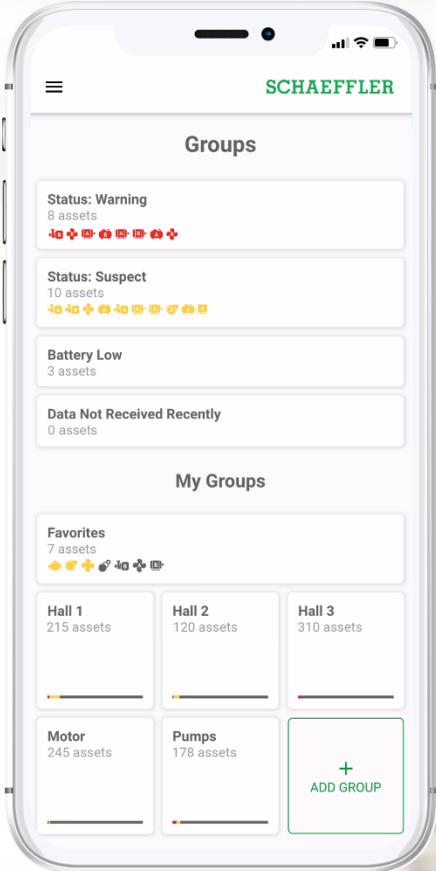 SCHAEFFLER
Groups
Status: Warning
8 assets
Status: Suspect
10 assets
Battery Low
3 assets
Data Not Received Recently
0 assets
My Groups
Favorites
7 assets
Hall 1
215 assets
Hall 2
120 assets
Hall 3
310 assets
Motor
245 assets
Pumps
178 assets
+
ADD GROUP